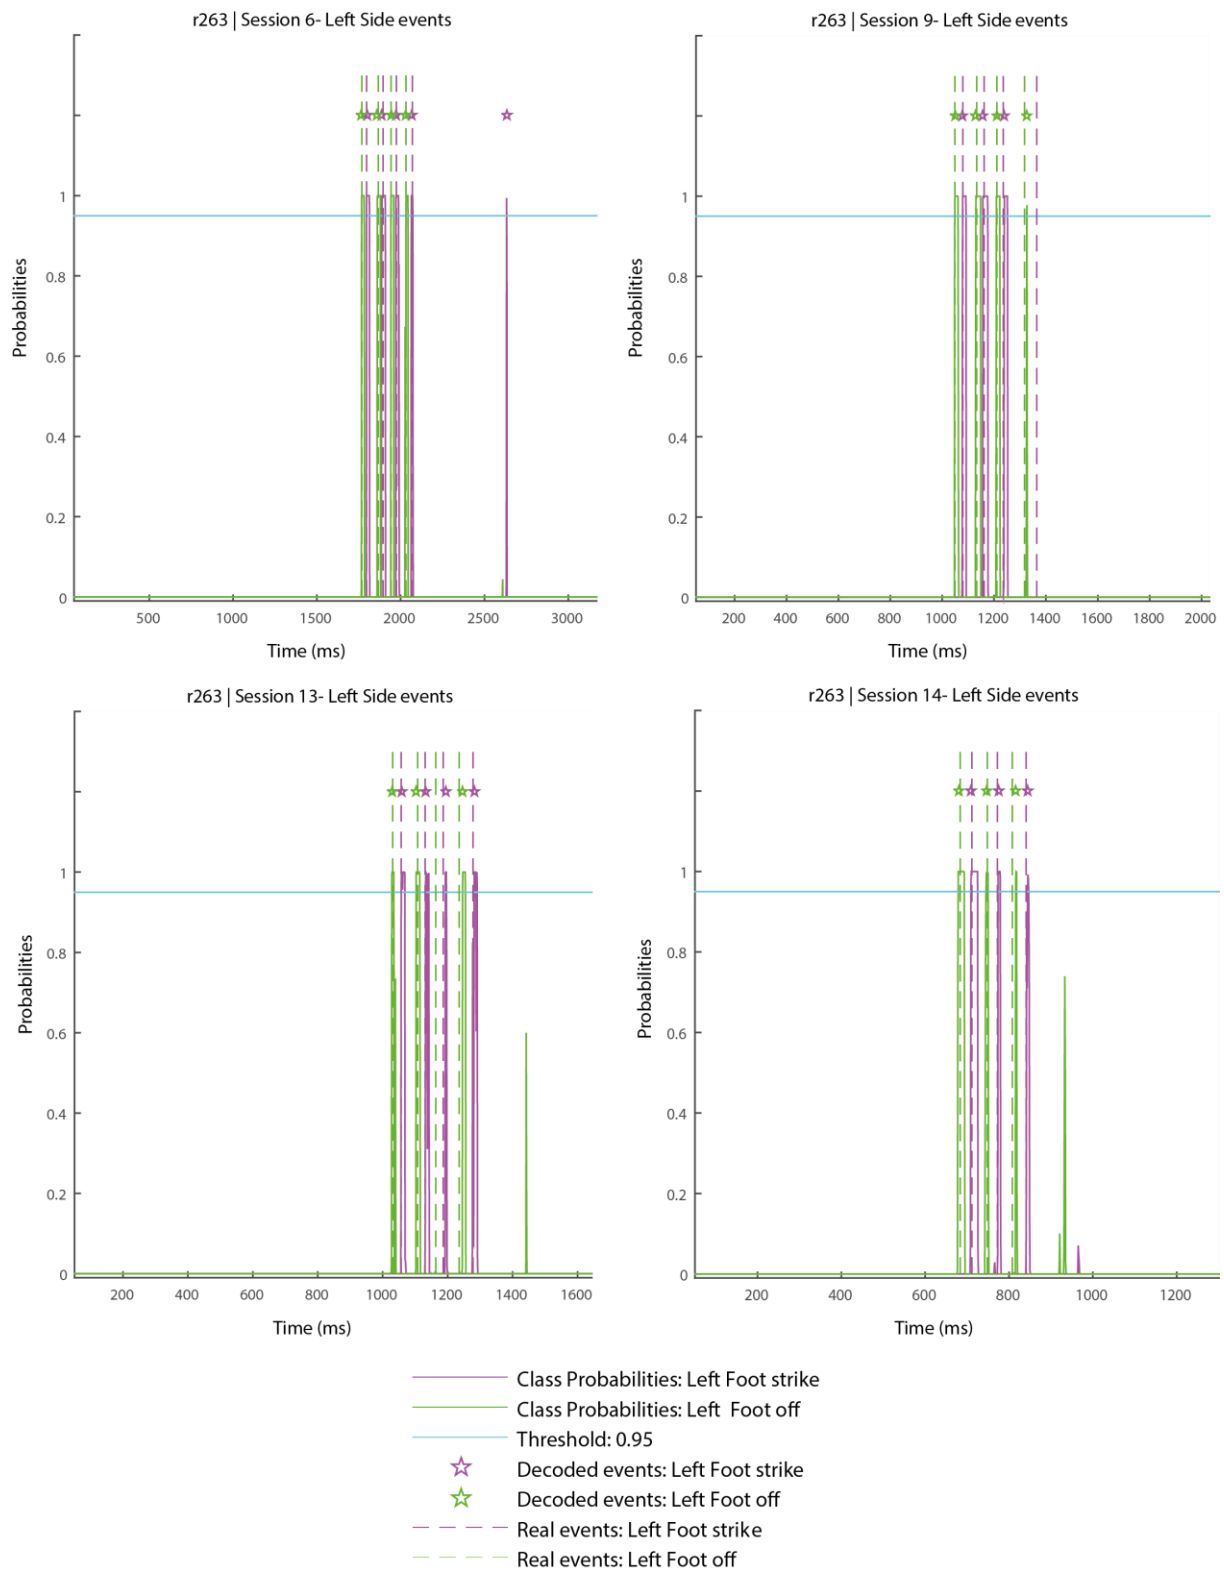 r263 | Session 6- Left Side events
1
0.8
0.6
0.4
0.2
0
Probabilities
500 1000 1500 2000 2500 3000
Time (ms)
r263 | Session 9- Left Side events
1
0.8
0.6
0.4
0.2
0
Probabilities
200 400 600 800 1000 1200 1400 1600 1800 2000
Time (ms)
r263 | Session 13- Left Side events
1
0.8
0.6
0.4
0.2
0
Probabilities
200 400 600 800 1000 1200 1400 1600
Time (ms)
r263 | Session 14- Left Side events
1
0.8
0.6
0.4
0.2
0
Probabilities
200 400 600 800 1000 1200
Time (ms)
Class Probabilities: Left Foot strike
Class Probabilities: Left Foot off
Threshold: 0.95
Decoded events: Left Foot strike
Decoded events: Left Foot off
Real events: Left Foot strike
Real events: Left Foot off